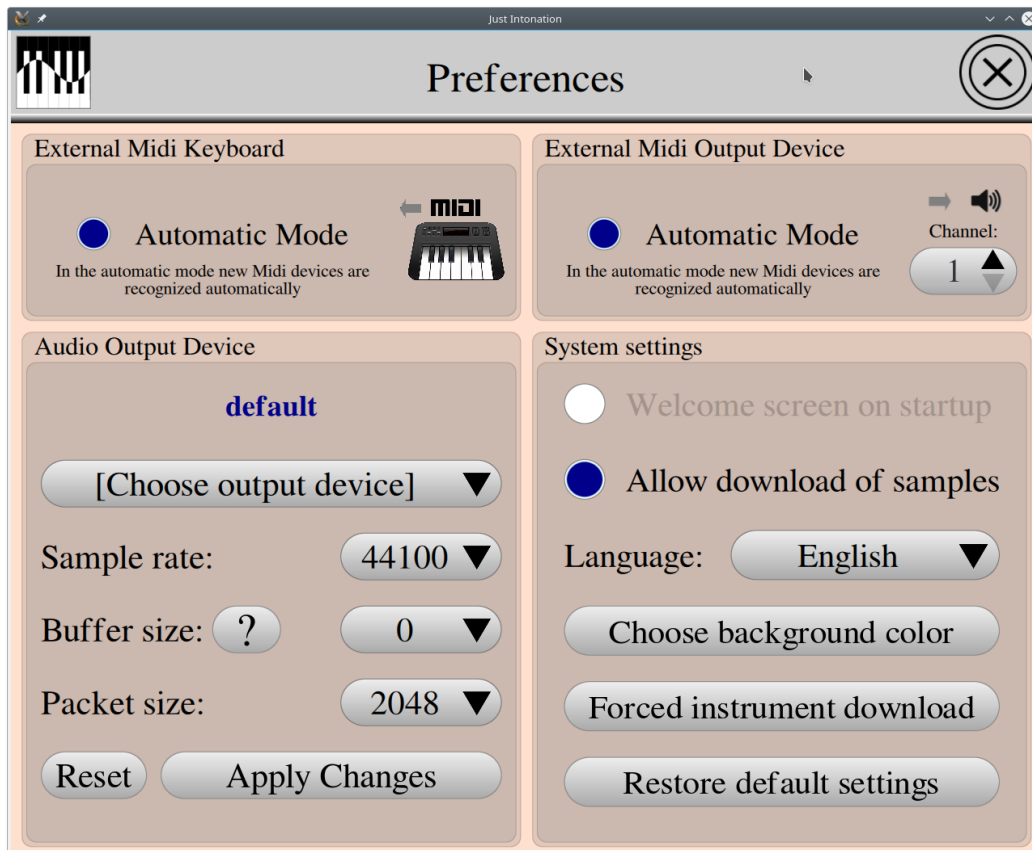 Just Intonation
Preferences
External Midi Keyboard
MIDI
Automatic Mode
In the automatic mode new Midi devices are
recognized automatically
External Midi Output Device
Automatic Mode
In the automatic mode new Midi devices are
recognized automatically
Channel:
1
Audio Output Device
default
[Choose output device]
Sample rate:
44100
Buffer size:
?
0
Packet size:
2048
Reset
Apply Changes
System settings
Welcome screen on startup
Allow download of samples
Language:
English
Choose background color
Forced instrument download
Restore default settings